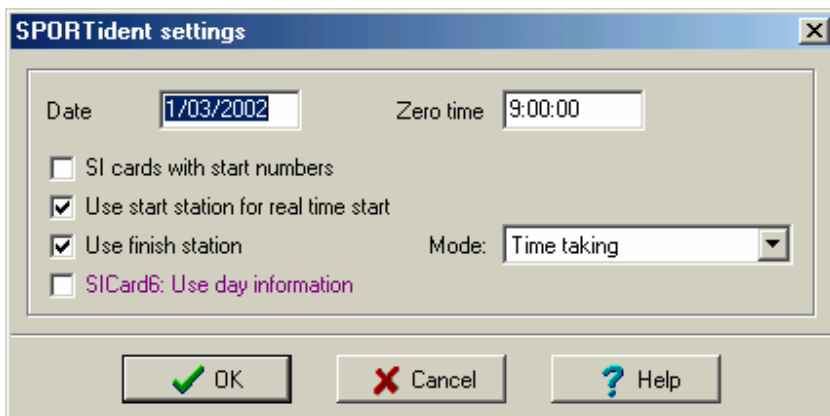 SPORTident settings
Date 1/03/2002 Zero time 9:00:00
SI cards with start numbers
Use start station for real time start
Use finish station Mode: Time taking
SICard6: Use day information
OK Cancel ? Help